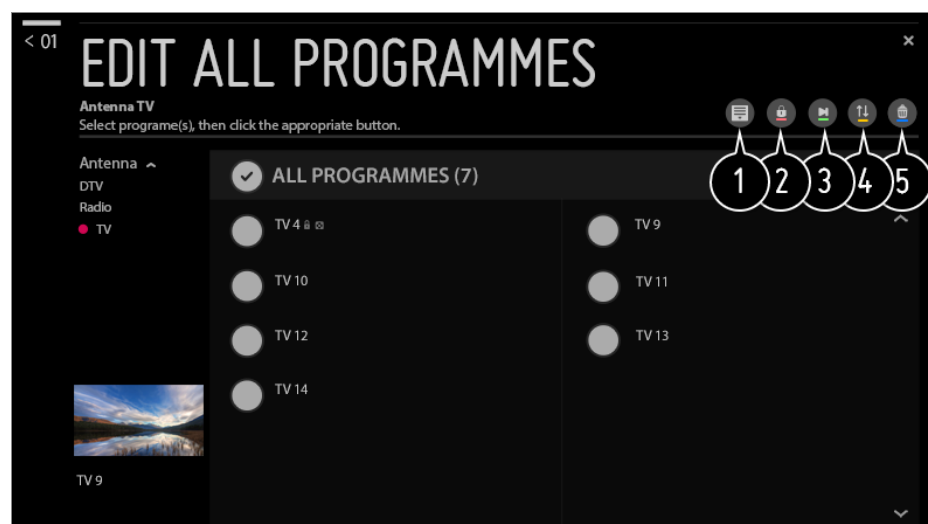 < 01
EDIT ALL PROGRAMMES
×
Antenna TV
Select programe(s), then click the appropriate button.
1 2 3 4 5
Antenna
DTV
Radio
TV
ALL PROGRAMMES (7)
TV 4
TV 9
TV 10
TV 11
TV 12
TV 13
TV 14
TV 9